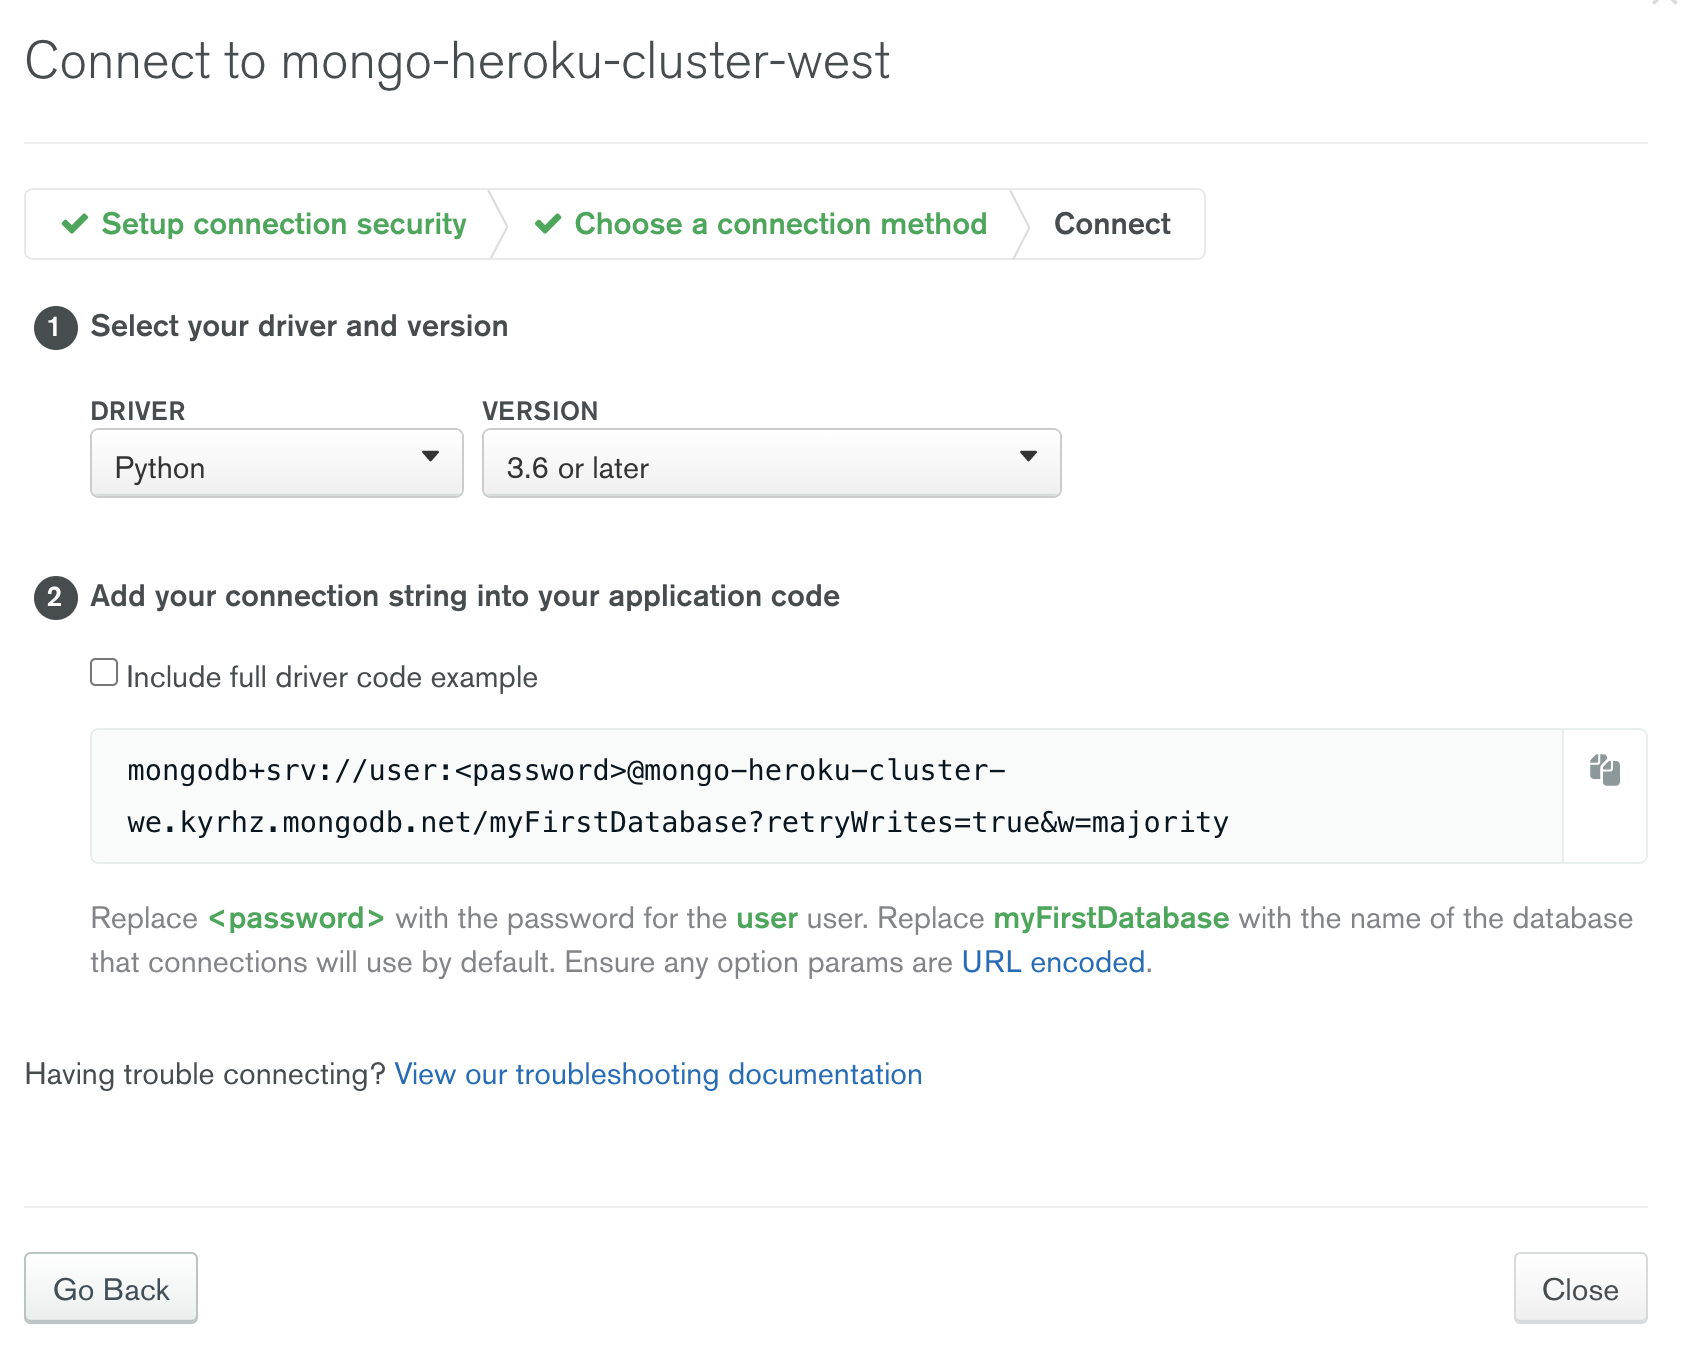 Connect to mongo-heroku-cluster-west
Setup connection security
Choose a connection method
Connect
1 Select your driver and version
DRIVER
VERSION
Python
3.6 or later
2 Add your connection string into your application code
Include full driver code example
mongodb+srv://user:<password>@mongo-heroku-cluster-
we.kyrhz.mongodb.net/myFirstDatabase?retryWrites=true&w=majority
Replace <password> with the password for the user user. Replace myFirstDatabase with the name of the database
that connections will use by default. Ensure any option params are URL encoded.
Having trouble connecting? View our troubleshooting documentation
Go Back
Close